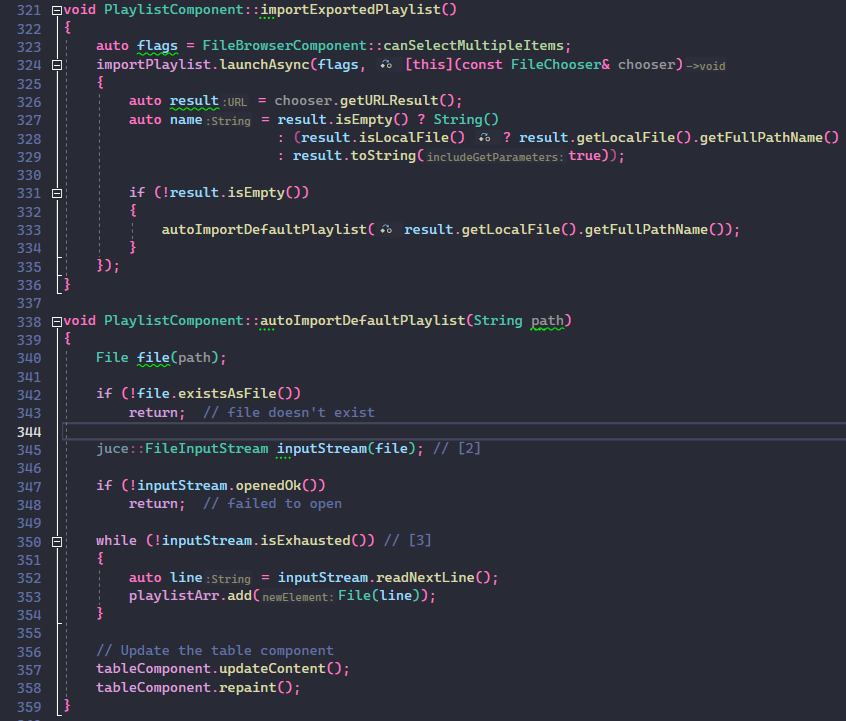 321 void PlaylistComponent::importExportedPlaylist()
322 {
323     auto flags = FileBrowserComponent::canSelectMultipleItems;
324     importPlaylist.launchAsync(flags, [this](const FileChooser& chooser) ->void
325     {
326         auto result:URL = chooser.getURLResult();
327         auto name:String = result.isEmpty() ? String()
328                           : (result.isLocalFile() ? result.getLocalFile().getFullPathName()
329                           : result.toString(includeGetParameters:true));
330
331         if (!result.isEmpty())
332         {
333             autoImportDefaultPlaylist( result.getLocalFile().getFullPathName());
334         }
335     });
336 }
337
338 void PlaylistComponent::autoImportDefaultPlaylist(String path)
339 {
340     File file(path);
341
342     if (!file.existsAsFile())
343         return;  // file doesn't exist
344
345     juce::FileInputStream inputStream(file); // [2]
346
347     if (!inputStream.openedOk())
348         return;  // failed to open
349
350     while (!inputStream.isExhausted()) // [3]
351     {
352         auto line:String = inputStream.readNextLine();
353         playlistArr.add(newElement:File(line));
354     }
355
356     // Update the table component
357     tableComponent.updateContent();
358     tableComponent.repaint();
359 }